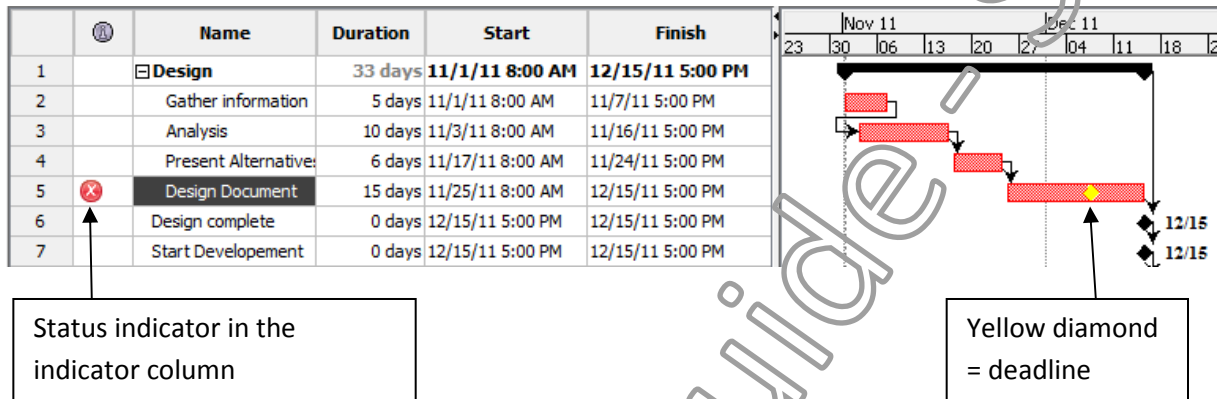 Name Duration Start Finish Nov 11 Dec 11
23 30 06 13 20 27 04 11 18
1 Design 33 days 11/1/11 8:00 AM 12/15/11 5:00 PM
2 Gather information 5 days 11/1/11 8:00 AM 11/7/11 5:00 PM
3 Analysis 10 days 11/3/11 8:00 AM 11/16/11 5:00 PM
4 Present Alternatives 6 days 11/17/11 8:00 AM 11/24/11 5:00 PM
5 Design Document 15 days 11/25/11 8:00 AM 12/15/11 5:00 PM
6 Design complete 0 days 12/15/11 5:00 PM 12/15/11 5:00 PM 12/15
7 Start Developement 0 days 12/15/11 5:00 PM 12/15/11 5:00 PM 12/15
Status indicator in the
indicator column
Yellow diamond
= deadline
uide -